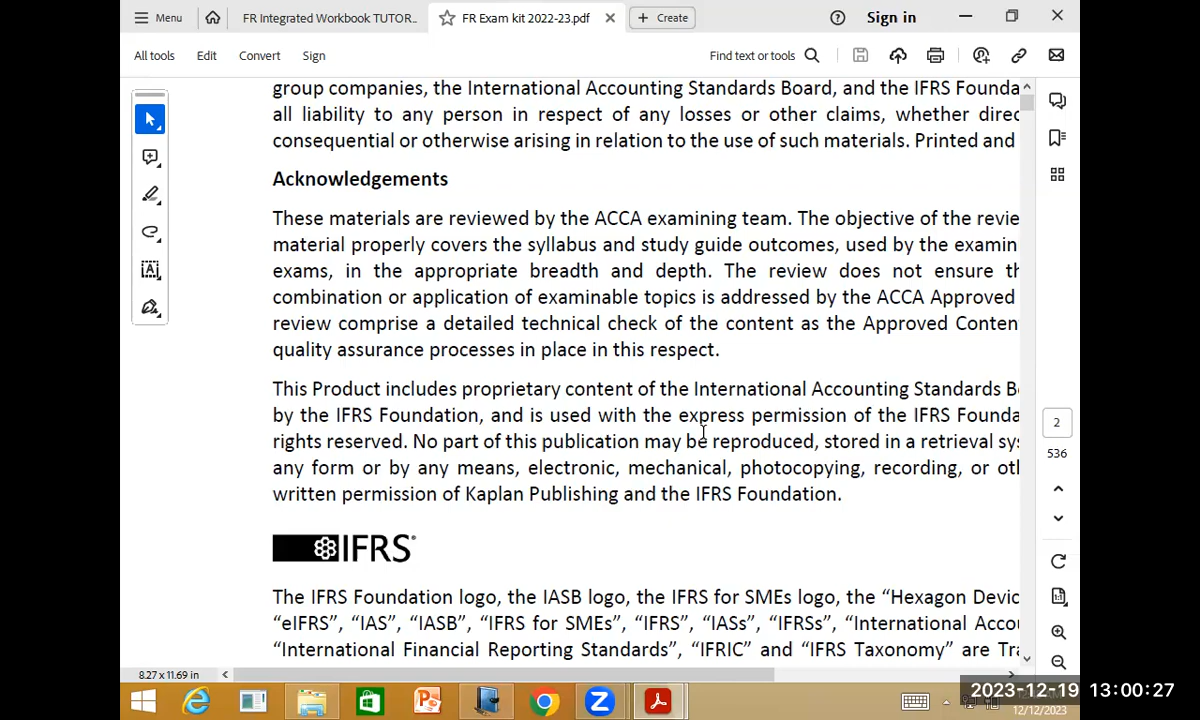 Menu
FR Integrated Workbook TUTOR...
FR Exam kit 2022-23.pdf
Create
Sign in
All tools
Edit
Convert
Sign
Find text or tools
group companies, the International Accounting Standards Board, and the IFRS Founda
all liability to any person in respect of any losses or other claims, whether direc
consequential or otherwise arising in relation to the use of such materials. Printed and
Acknowledgements
These materials are reviewed by the ACCA examining team. The objective of the revie
material properly covers the syllabus and study guide outcomes, used by the examin
exams, in the appropriate breadth and depth. The review does not ensure th
combination or application of examinable topics is addressed by the ACCA Approved
review comprise a detailed technical check of the content as the Approved Conten
quality assurance processes in place in this respect.
This Product includes proprietary content of the International Accounting Standards B
by the IFRS Foundation, and is used with the express permission of the IFRS Founda
rights reserved. No part of this publication may be reproduced, stored in a retrieval sys
any form or by any means, electronic, mechanical, photocopying, recording, or oth
written permission of Kaplan Publishing and the IFRS Foundation.
IFRS
The IFRS Foundation logo, the IASB logo, the IFRS for SMEs logo, the “Hexagon Devic
“eIFRS”, “IAS”, “IASB”, “IFRS for SMEs”, “IFRS”, “IASs”, “IFRSs”, “International Accou
“International Financial Reporting Standards”, “IFRIC” and “IFRS Taxonomy” are Tra
2
536
8.27 x 11.69 in
2023-12-19 13:00:27
12/12/2023